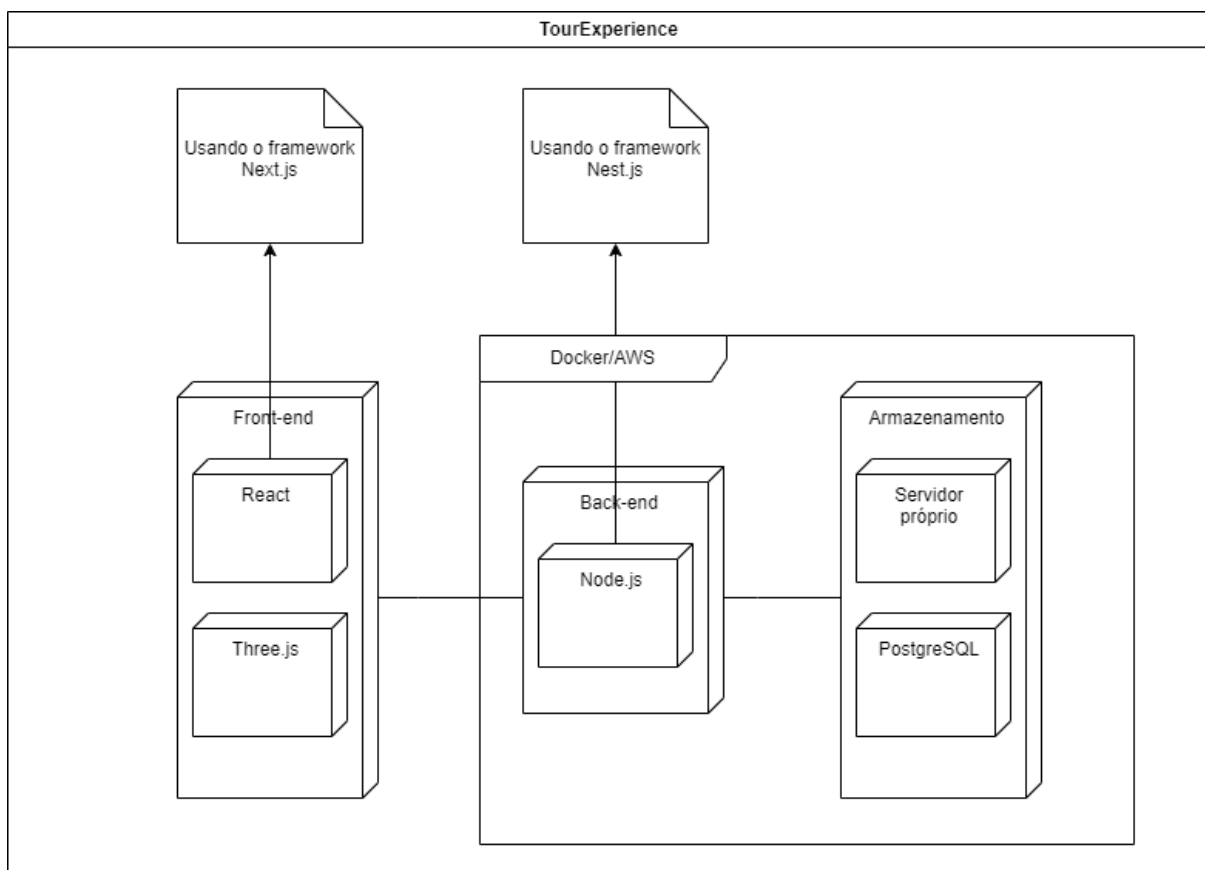 TourExperience
Usando o framework
Next.js
Usando o framework
Nest.js
Docker/AWS
Front-end
React
Three.js
Back-end
Node.js
Armazenamento
Servidor
próprio
PostgreSQL